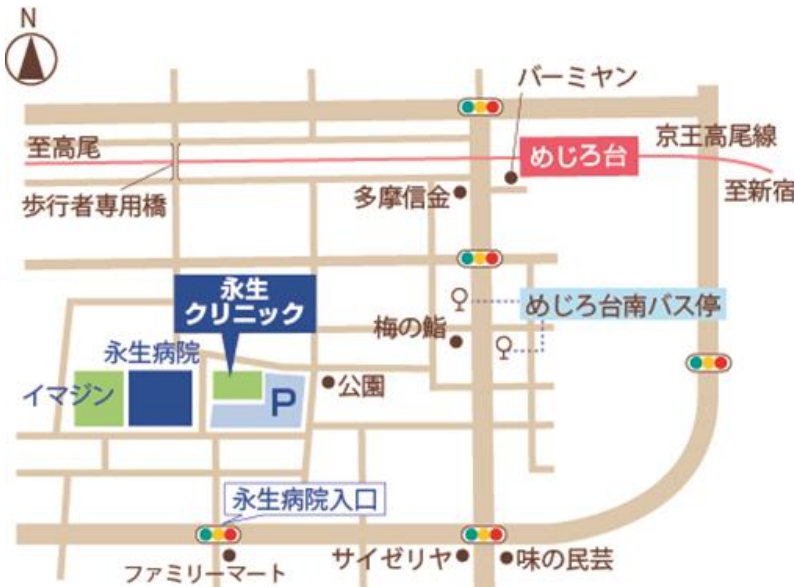 N
バーミヤン
至高尾
めじろ台
京王高尾線
歩行者専用橋
多摩信金
至新宿
永生
クリニック
めじろ台南バス停
梅の鮨
永生病院
イマジン
P
公園
永生病院入口
ファミリーマート
サイゼリヤ
味の民芸